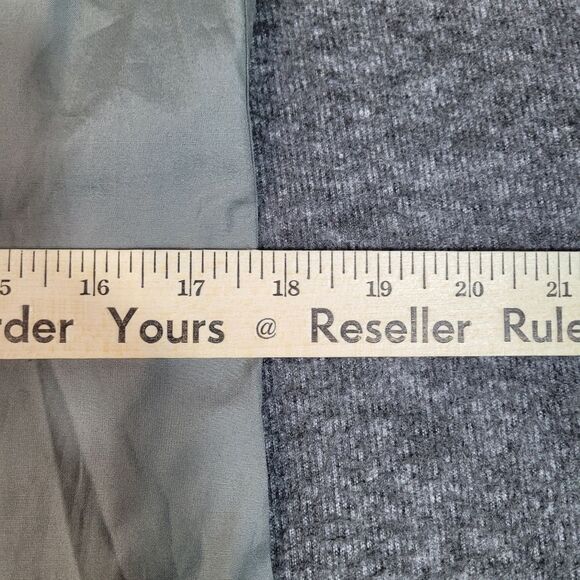 5 16 17 18 19 20 21
rder Yours @ Reseller Rule